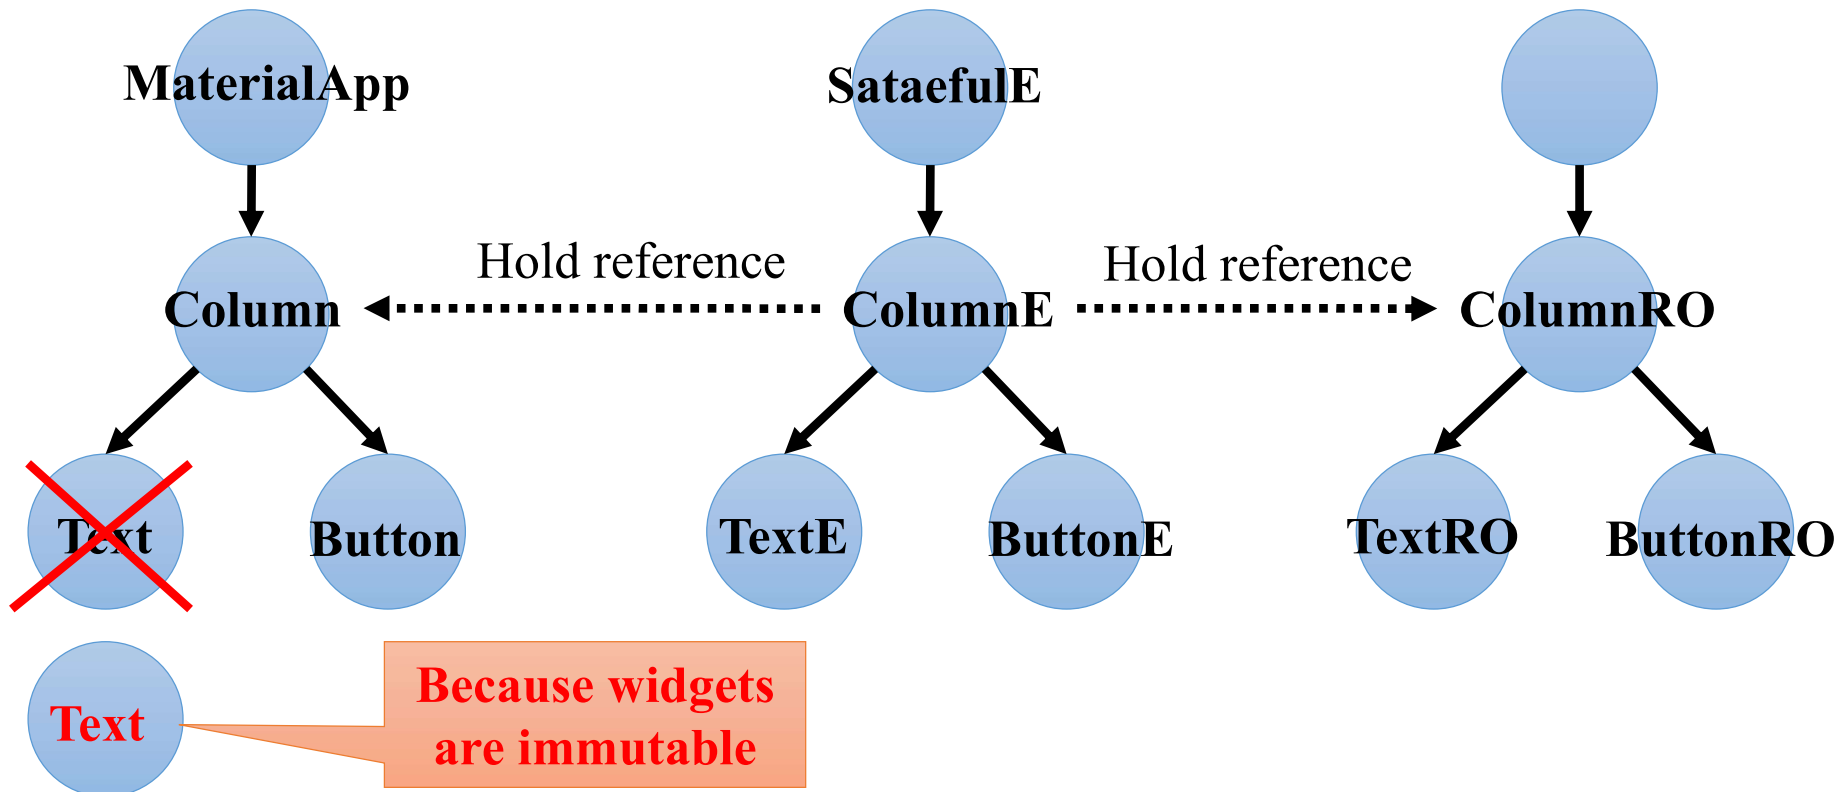 MaterialApp
SataefulE
Hold reference
Hold reference
Column
ColumnE
ColumnRO
Text
Button
TextE
ButtonE
TextRO
ButtonRO
Text
Because widgets
are immutable